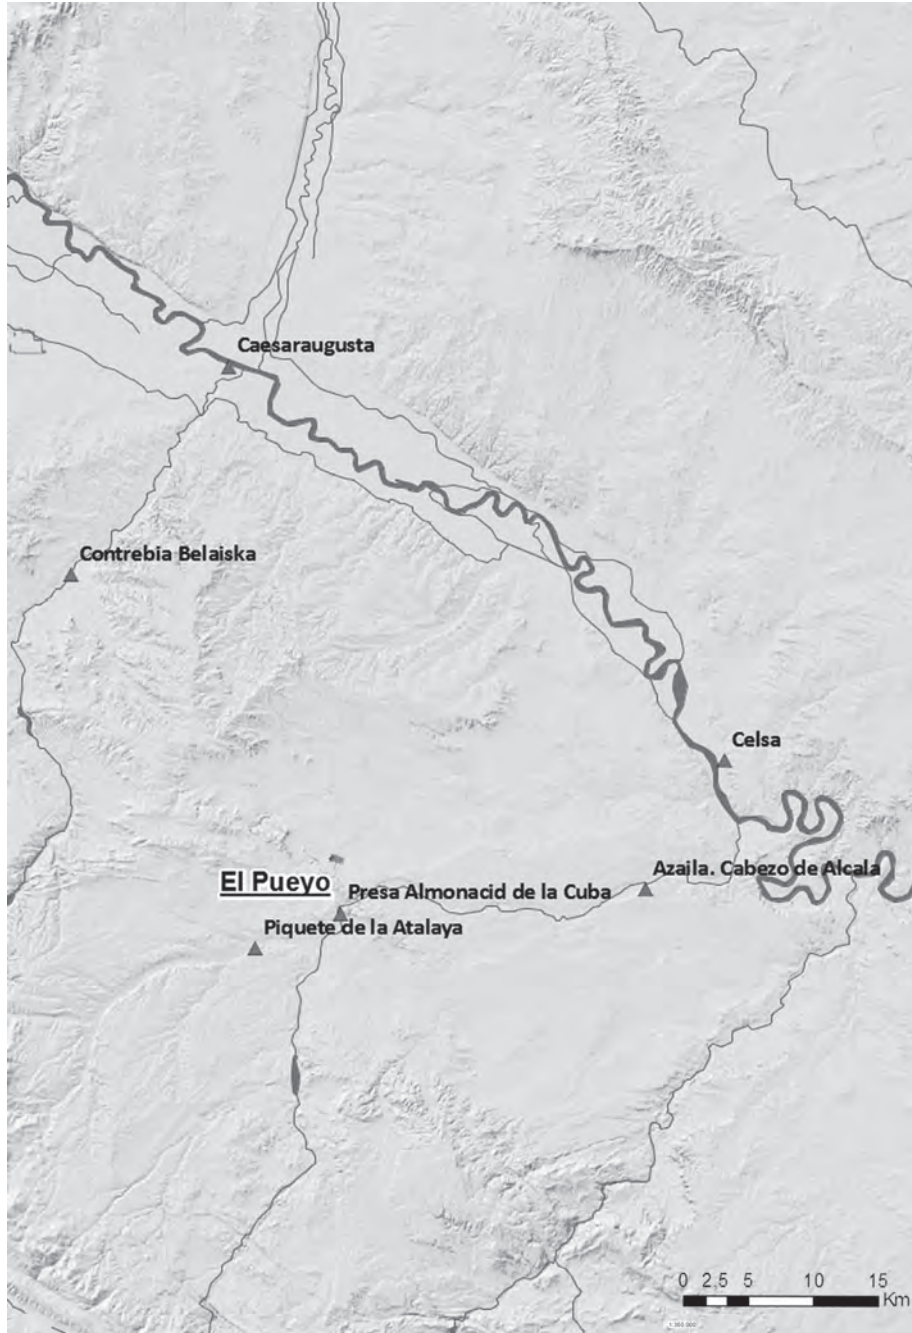 Caesaraugusta
Contrebia Belaiska
Celsa
Azaila. Cabezo de Alcala
El Pueyo
Presa Almonacid de la Cuba
Piquete de la Atalaya
0 2,5 5 10 15
Km